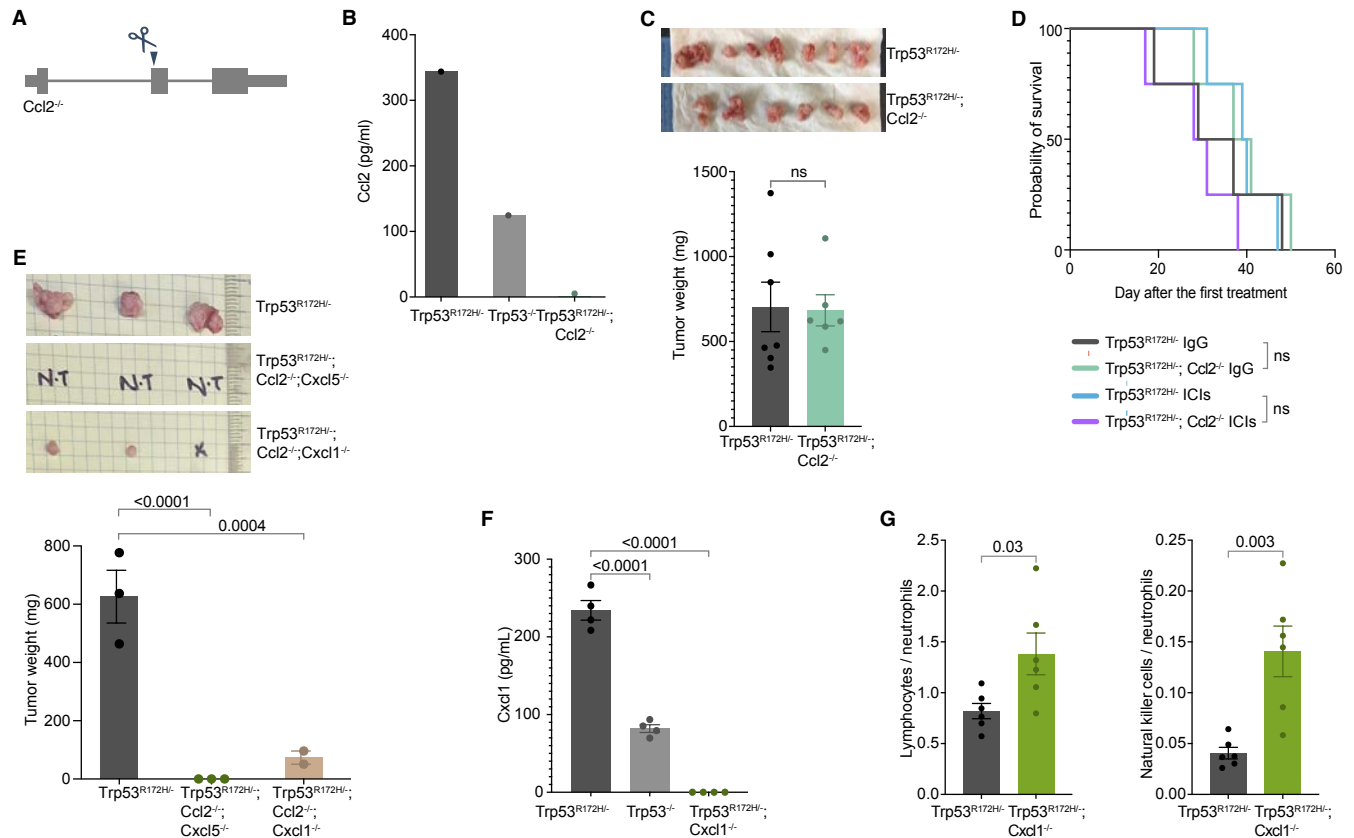 A
Ccl2-/-
B
400
300
200
100
0
Ccl2 (pg/ml)
Trp53R172H/-
Trp53-/-
Trp53R172H/-;
Ccl2-/-
C
Trp53R172H/-
Trp53R172H/-;
Ccl2-/-
1500
1000
500
0
Tumor weight (mg)
ns
Trp53R172H/-
Trp53R172H/-;
Ccl2-/-
D
100
50
0
Probability of survival
0
20
40
60
Day after the first treatment
Trp53R172H/- IgG
Trp53R172H/-; Ccl2-/- IgG
ns
Trp53R172H/- ICIs
Trp53R172H/-; Ccl2-/- ICIs
ns
E
Trp53R172H/-
N.T N.T N.T
Trp53R172H/-;
Ccl2-/-;Cxcl5-/-
X
Trp53R172H/-;
Ccl2-/-;Cxcl1-/-
<0.0001
0.0004
800
600
400
200
0
Tumor weight (mg)
Trp53R172H/-
Trp53R172H/-;
Ccl2-/-;
Cxcl5-/-
Trp53R172H/-;
Ccl2-/-;
Cxcl1-/-
F
<0.0001
<0.0001
300
200
100
0
Cxcl1 (pg/mL)
Trp53R172H/-
Trp53-/-
Trp53R172H/-;
Cxcl1-/-
G
2.5
2.0
1.5
1.0
0.5
0.0
Lymphocytes / neutrophils
0.03
Trp53R172H/-
Trp53R172H/-;
Cxcl1-/-
0.25
0.20
0.15
0.10
0.05
0.00
Natural killer cells / neutrophils
0.003
Trp53R172H/-
Trp53R172H/-;
Cxcl1-/-